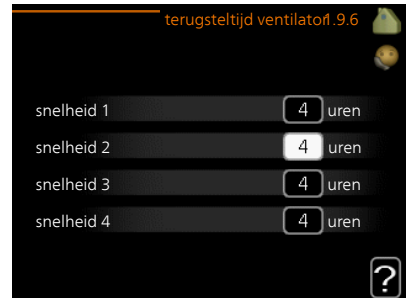 terugsteltijd ventilator1.9.6
snelheid 1 4 uren
snelheid 2 4 uren
snelheid 3 4 uren
snelheid 4 4 uren
?